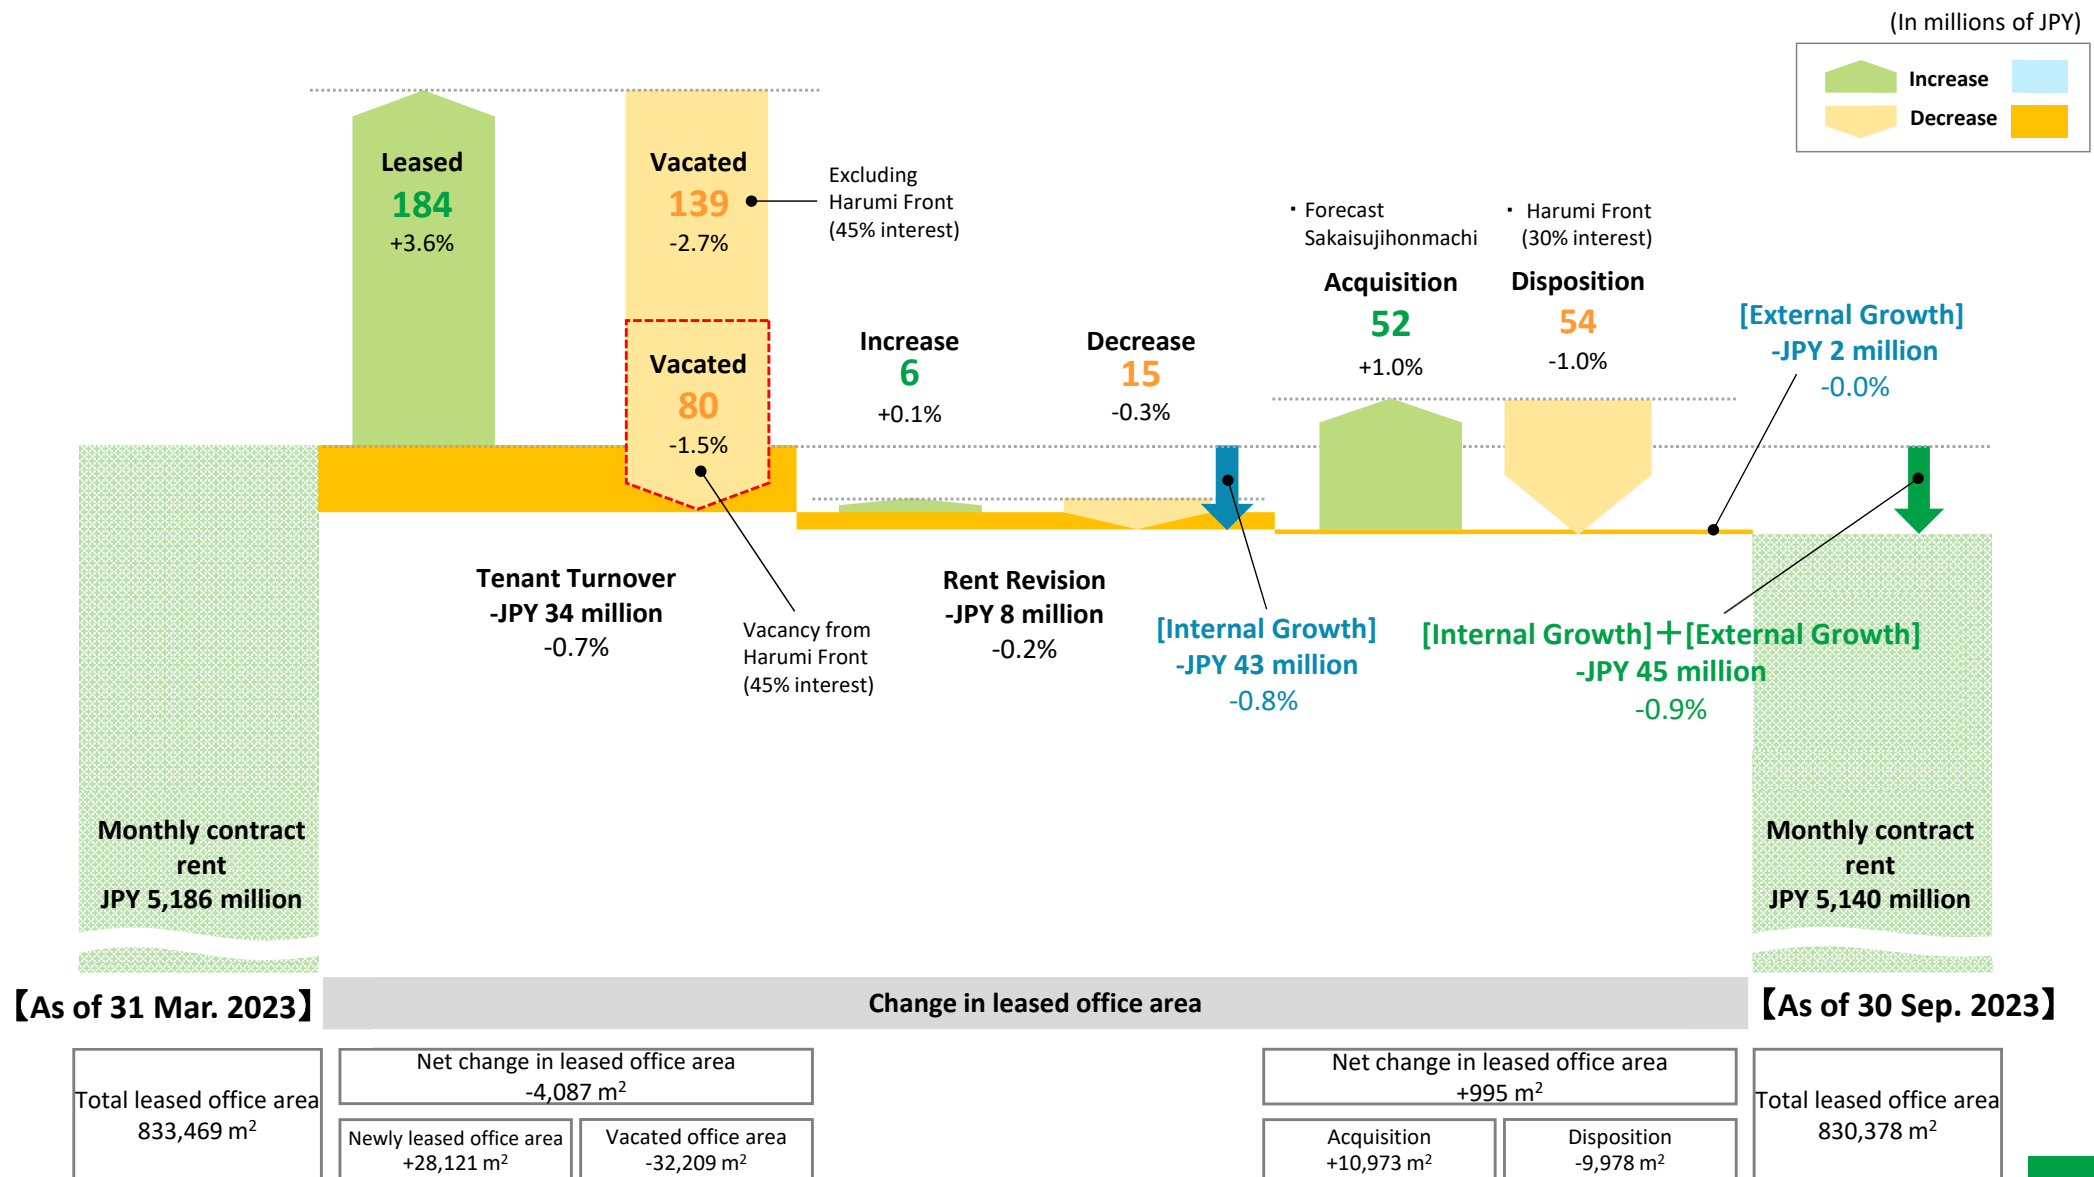 (In millions of JPY)
Increase
Decrease
Leased
184
+3.6%
Vacated
139
-2.7%
Excluding
Harumi Front
(45% interest)
Vacated
80
-1.5%
Increase
6
+0.1%
Decrease
15
-0.3%
・Forecast
Sakaisujihonmachi
Acquisition
52
+1.0%
・ Harumi Front
(30% interest)
Disposition
54
-1.0%
[External Growth]
-JPY 2 million
-0.0%
Tenant Turnover
-JPY 34 million
-0.7%
Vacancy from
Harumi Front
(45% interest)
Rent Revision
-JPY 8 million
-0.2%
[Internal Growth]
-JPY 43 million
-0.8%
[Internal Growth]＋[External Growth]
-JPY 45 million
-0.9%
Monthly contract
rent
JPY 5,186 million
Monthly contract
rent
JPY 5,140 million
【As of 31 Mar. 2023】
Change in leased office area
【As of 30 Sep. 2023】
Total leased office area
833,469 m²
Net change in leased office area
-4,087 m²
Newly leased office area
+28,121 m²
Vacated office area
-32,209 m²
Net change in leased office area
+995 m²
Acquisition
+10,973 m²
Disposition
-9,978 m²
Total leased office area
830,378 m²